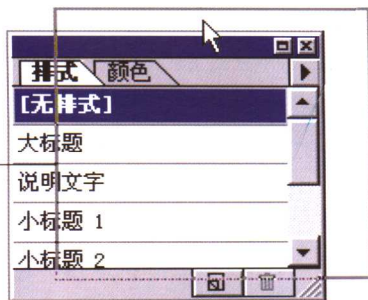 排式 颜色
[无排式]
大标题
说明文字
小标题 1
小标题 2